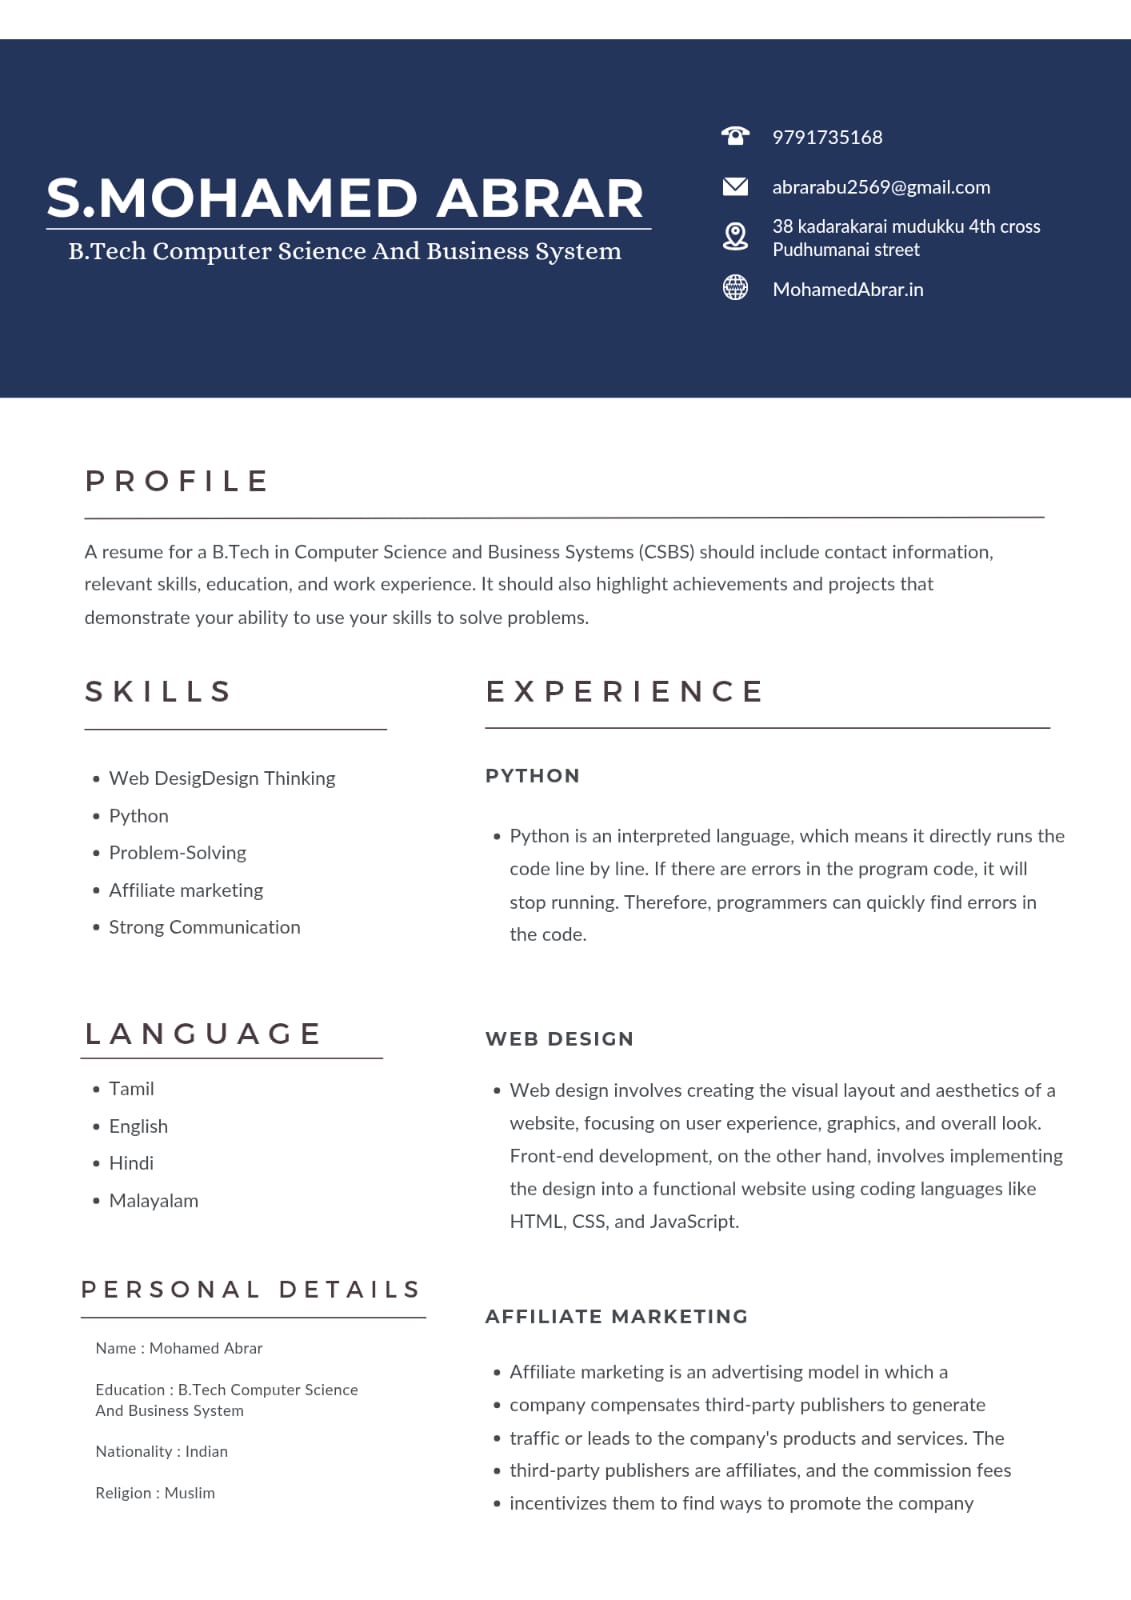 S.MOHAMED ABRAR
B.Tech Computer Science And Business System
9791735168
abrarabu2569@gmail.com
38 kadarakarai mudukku 4th cross
Pudhumanai street
MohamedAbrar.in
PROFILE
A resume for a B.Tech in Computer Science and Business Systems (CSBS) should include contact information,
relevant skills, education, and work experience. It should also highlight achievements and projects that
demonstrate your ability to use your skills to solve problems.
SKILLS
• Web DesigDesign Thinking
• Python
• Problem-Solving
• Affiliate marketing
• Strong Communication
LANGUAGE
• Tamil
• English
• Hindi
• Malayalam
PERSONAL DETAILS
Name : Mohamed Abrar
Education : B.Tech Computer Science
And Business System
Nationality : Indian
Religion : Muslim
EXPERIENCE
PYTHON
• Python is an interpreted language, which means it directly runs the
code line by line. If there are errors in the program code, it will
stop running. Therefore, programmers can quickly find errors in
the code.
WEB DESIGN
• Web design involves creating the visual layout and aesthetics of a
website, focusing on user experience, graphics, and overall look.
Front-end development, on the other hand, involves implementing
the design into a functional website using coding languages like
HTML, CSS, and JavaScript.
AFFILIATE MARKETING
• Affiliate marketing is an advertising model in which a
• company compensates third-party publishers to generate
• traffic or leads to the company's products and services. The
• third-party publishers are affiliates, and the commission fees
• incentivizes them to find ways to promote the company